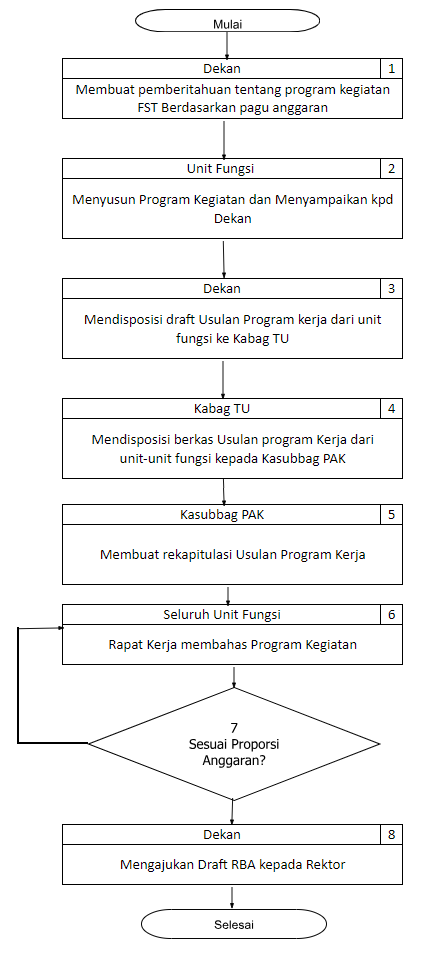 Mulai
Dekan 1
Membuat pemberitahuan tentang program kegiatan
FST Berdasarkan pagu anggaran
Unit Fungsi 2
Menyusun Program Kegiatan dan Menyampaikan kpd
Dekan
Dekan 3
Mendisposisi draft Usulan Program kerja dari unit
fungsi ke Kabag TU
Kabag TU 4
Mendisposisi berkas Usulan program Kerja dari
unit-unit fungsi kepada Kasubbag PAK
Kasubbag PAK 5
Membuat rekapitulasi Usulan Program Kerja
Seluruh Unit Fungsi 6
Rapat Kerja membahas Program Kegiatan
7
Sesuai Proporsi
Anggaran?
Dekan 8
Mengajukan Draft RBA kepada Rektor
Selesai